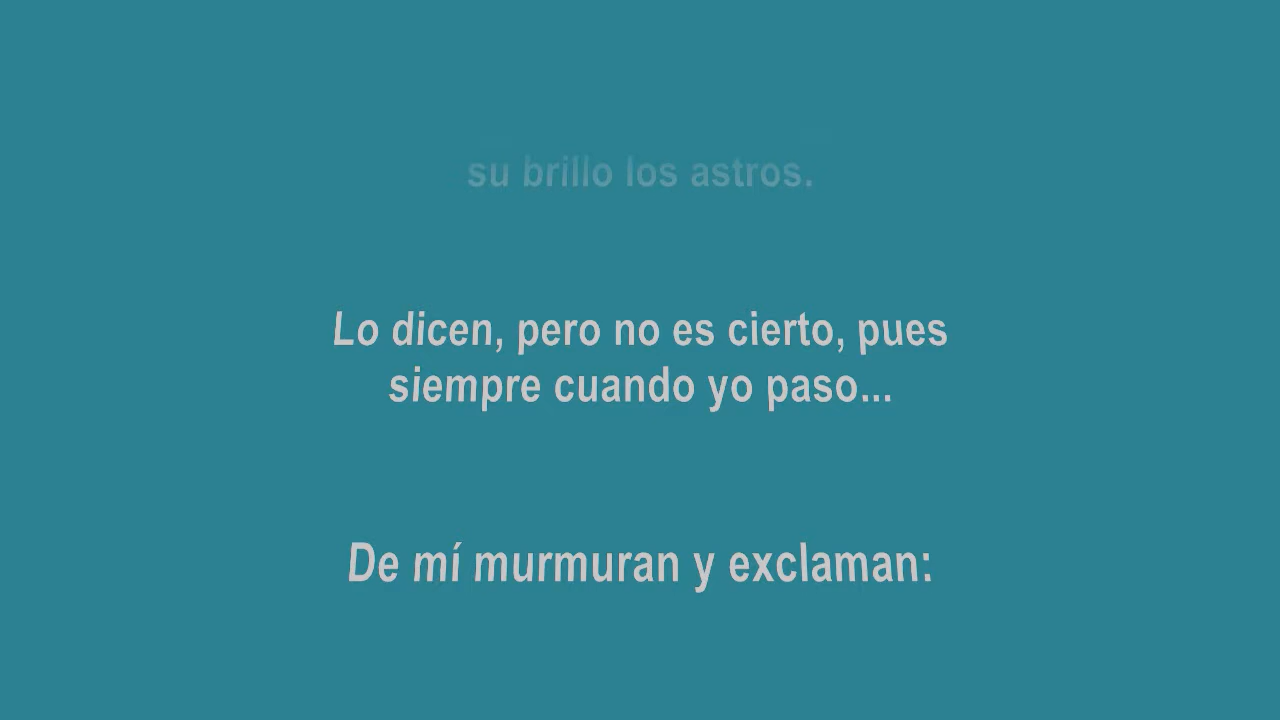 su brillo los astros.
Lo dicen, pero no es cierto, pues
siempre cuando yo paso...
De mí murmuran y exclaman: